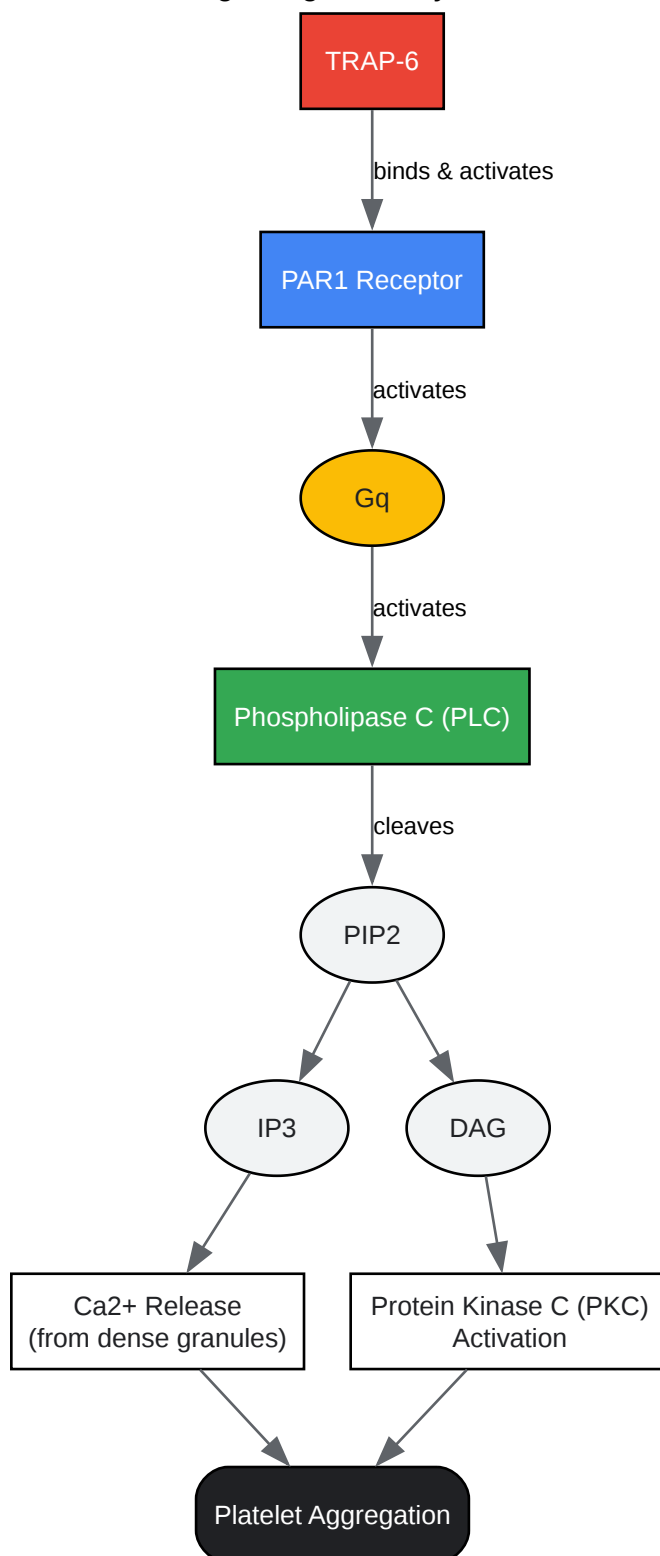 TRAP-6
binds & activates
PAR1 Receptor
activates
Gq
activates
Phospholipase C (PLC)
cleaves
PIP2
IP3
DAG
Ca2+ Release
(from dense granules)
Protein Kinase C (PKC)
Activation
Platelet Aggregation